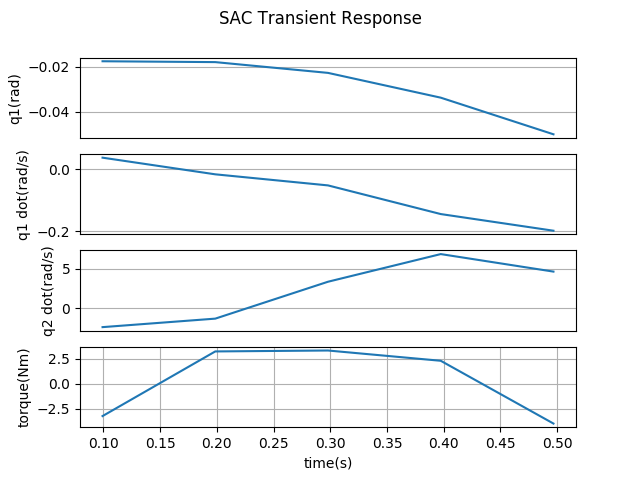 SAC Transient Response
q1(rad)
−0.02
−0.04
q1 dot(rad/s)
0.0
−0.2
q2 dot(rad/s)
5
0
torque(Nm)
2.5
0.0
−2.5
0.10 0.15 0.20 0.25 0.30 0.35 0.40 0.45 0.50
time(s)